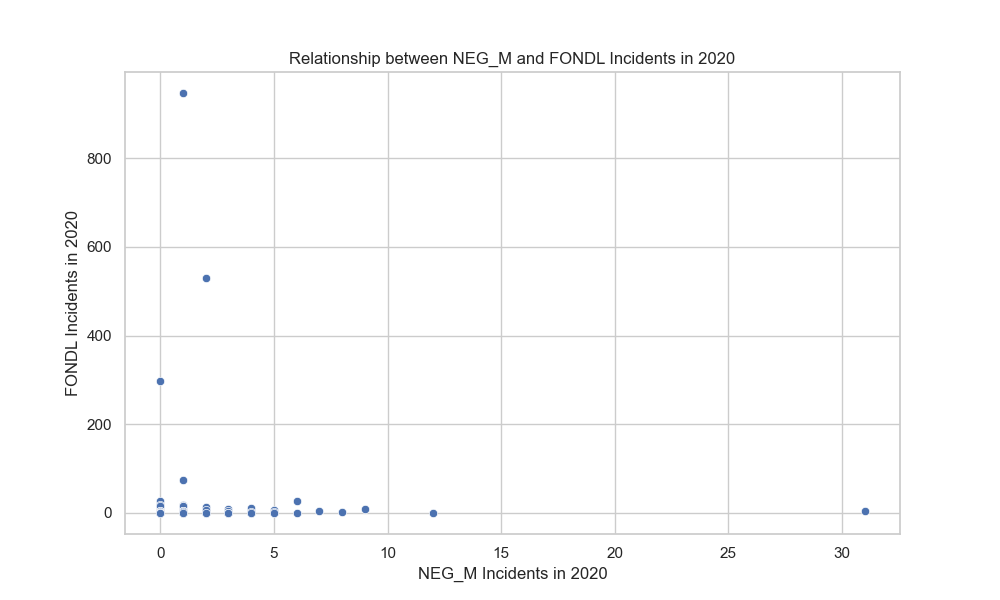 Relationship between NEG_M and FONDL Incidents in 2020
800
600
400
200
0
FONDL Incidents in 2020
0 5 10 15 20 25 30
NEG_M Incidents in 2020